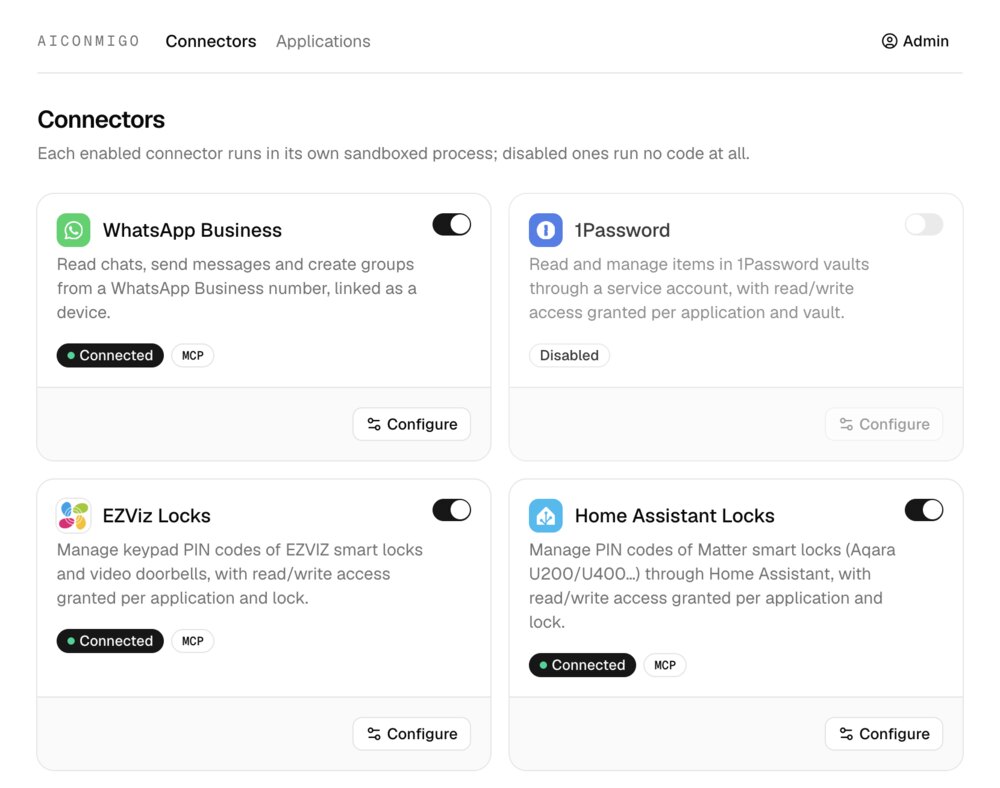 AICONMIGO Connectors Applications Admin
Connectors
Each enabled connector runs in its own sandboxed process; disabled ones run no code at all.
WhatsApp Business
Read chats, send messages and create groups
from a WhatsApp Business number, linked as a
device.
Connected MCP
Configure
1Password
Read and manage items in 1Password vaults
through a service account, with read/write
access granted per application and vault.
Disabled
Configure
EZViz Locks
Manage keypad PIN codes of EZVIZ smart locks
and video doorbells, with read/write access
granted per application and lock.
Connected MCP
Configure
Home Assistant Locks
Manage PIN codes of Matter smart locks (Aqara
U200/U400…) through Home Assistant, with
read/write access granted per application and
lock.
Connected MCP
Configure